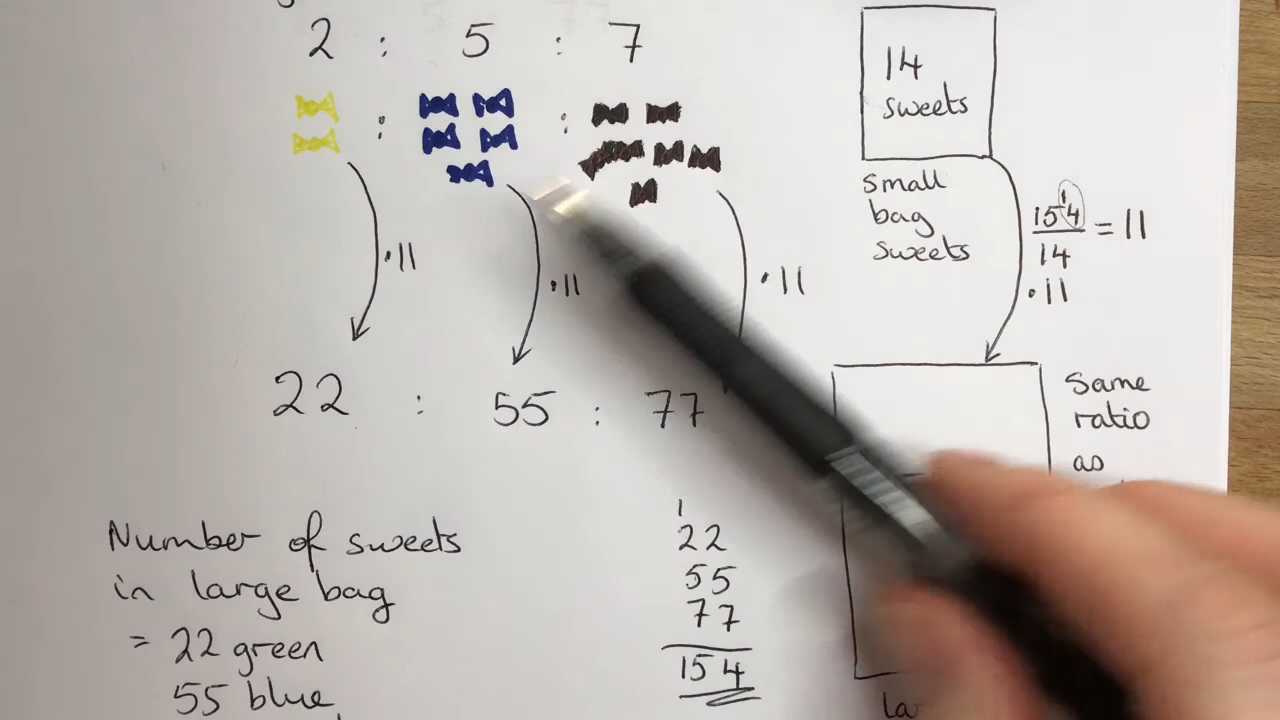 2 : 5 : 7
: :
·11 ·11 ·11
22 : 55 : 77
14
sweets
small
bag
sweets
154
14
= 11
·11
Same
ratio
as
Number of sweets
in large bag
= 22 green
55 blue
1
22
55
77
154